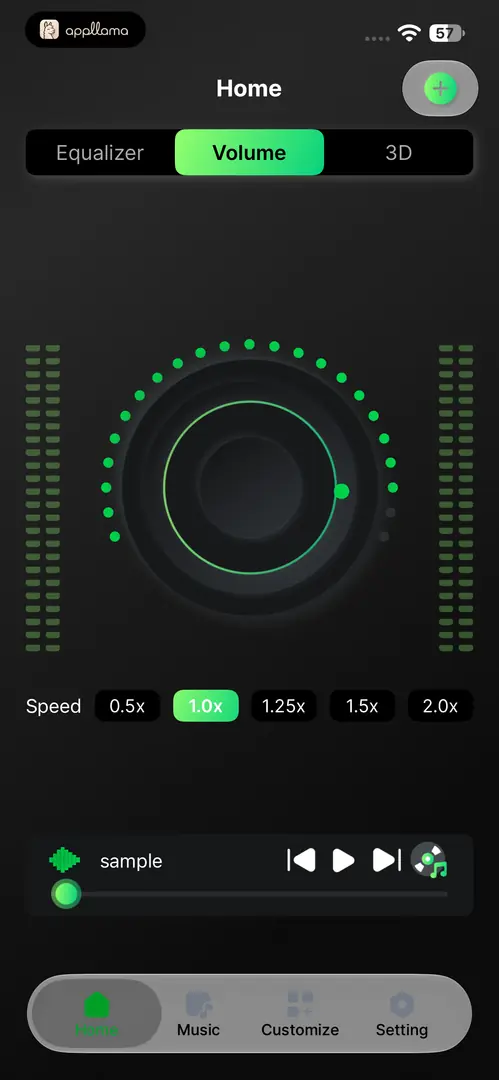 appllama
57
Home
Equalizer Volume 3D
Speed 0.5x 1.0x 1.25x 1.5x 2.0x
sample
Home Music Customize Setting